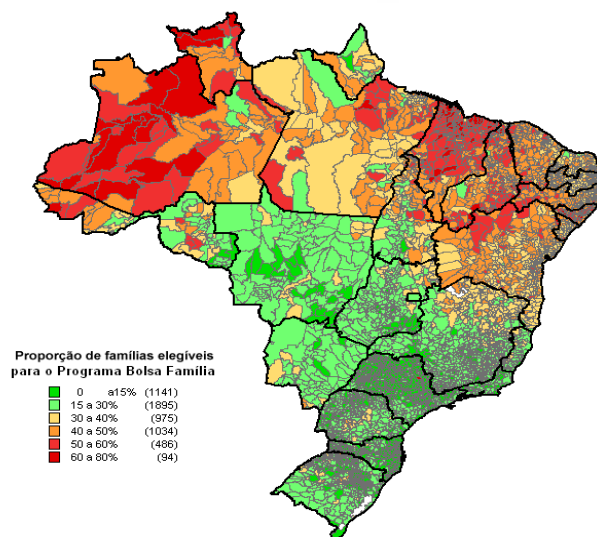 Proporção de famílias elegíveis
para o Programa Bolsa Família
0 a15% (1141)
15 a 30% (1895)
30 a 40% (975)
40 a 50% (1034)
50 a 60% (486)
60 a 80% (94)